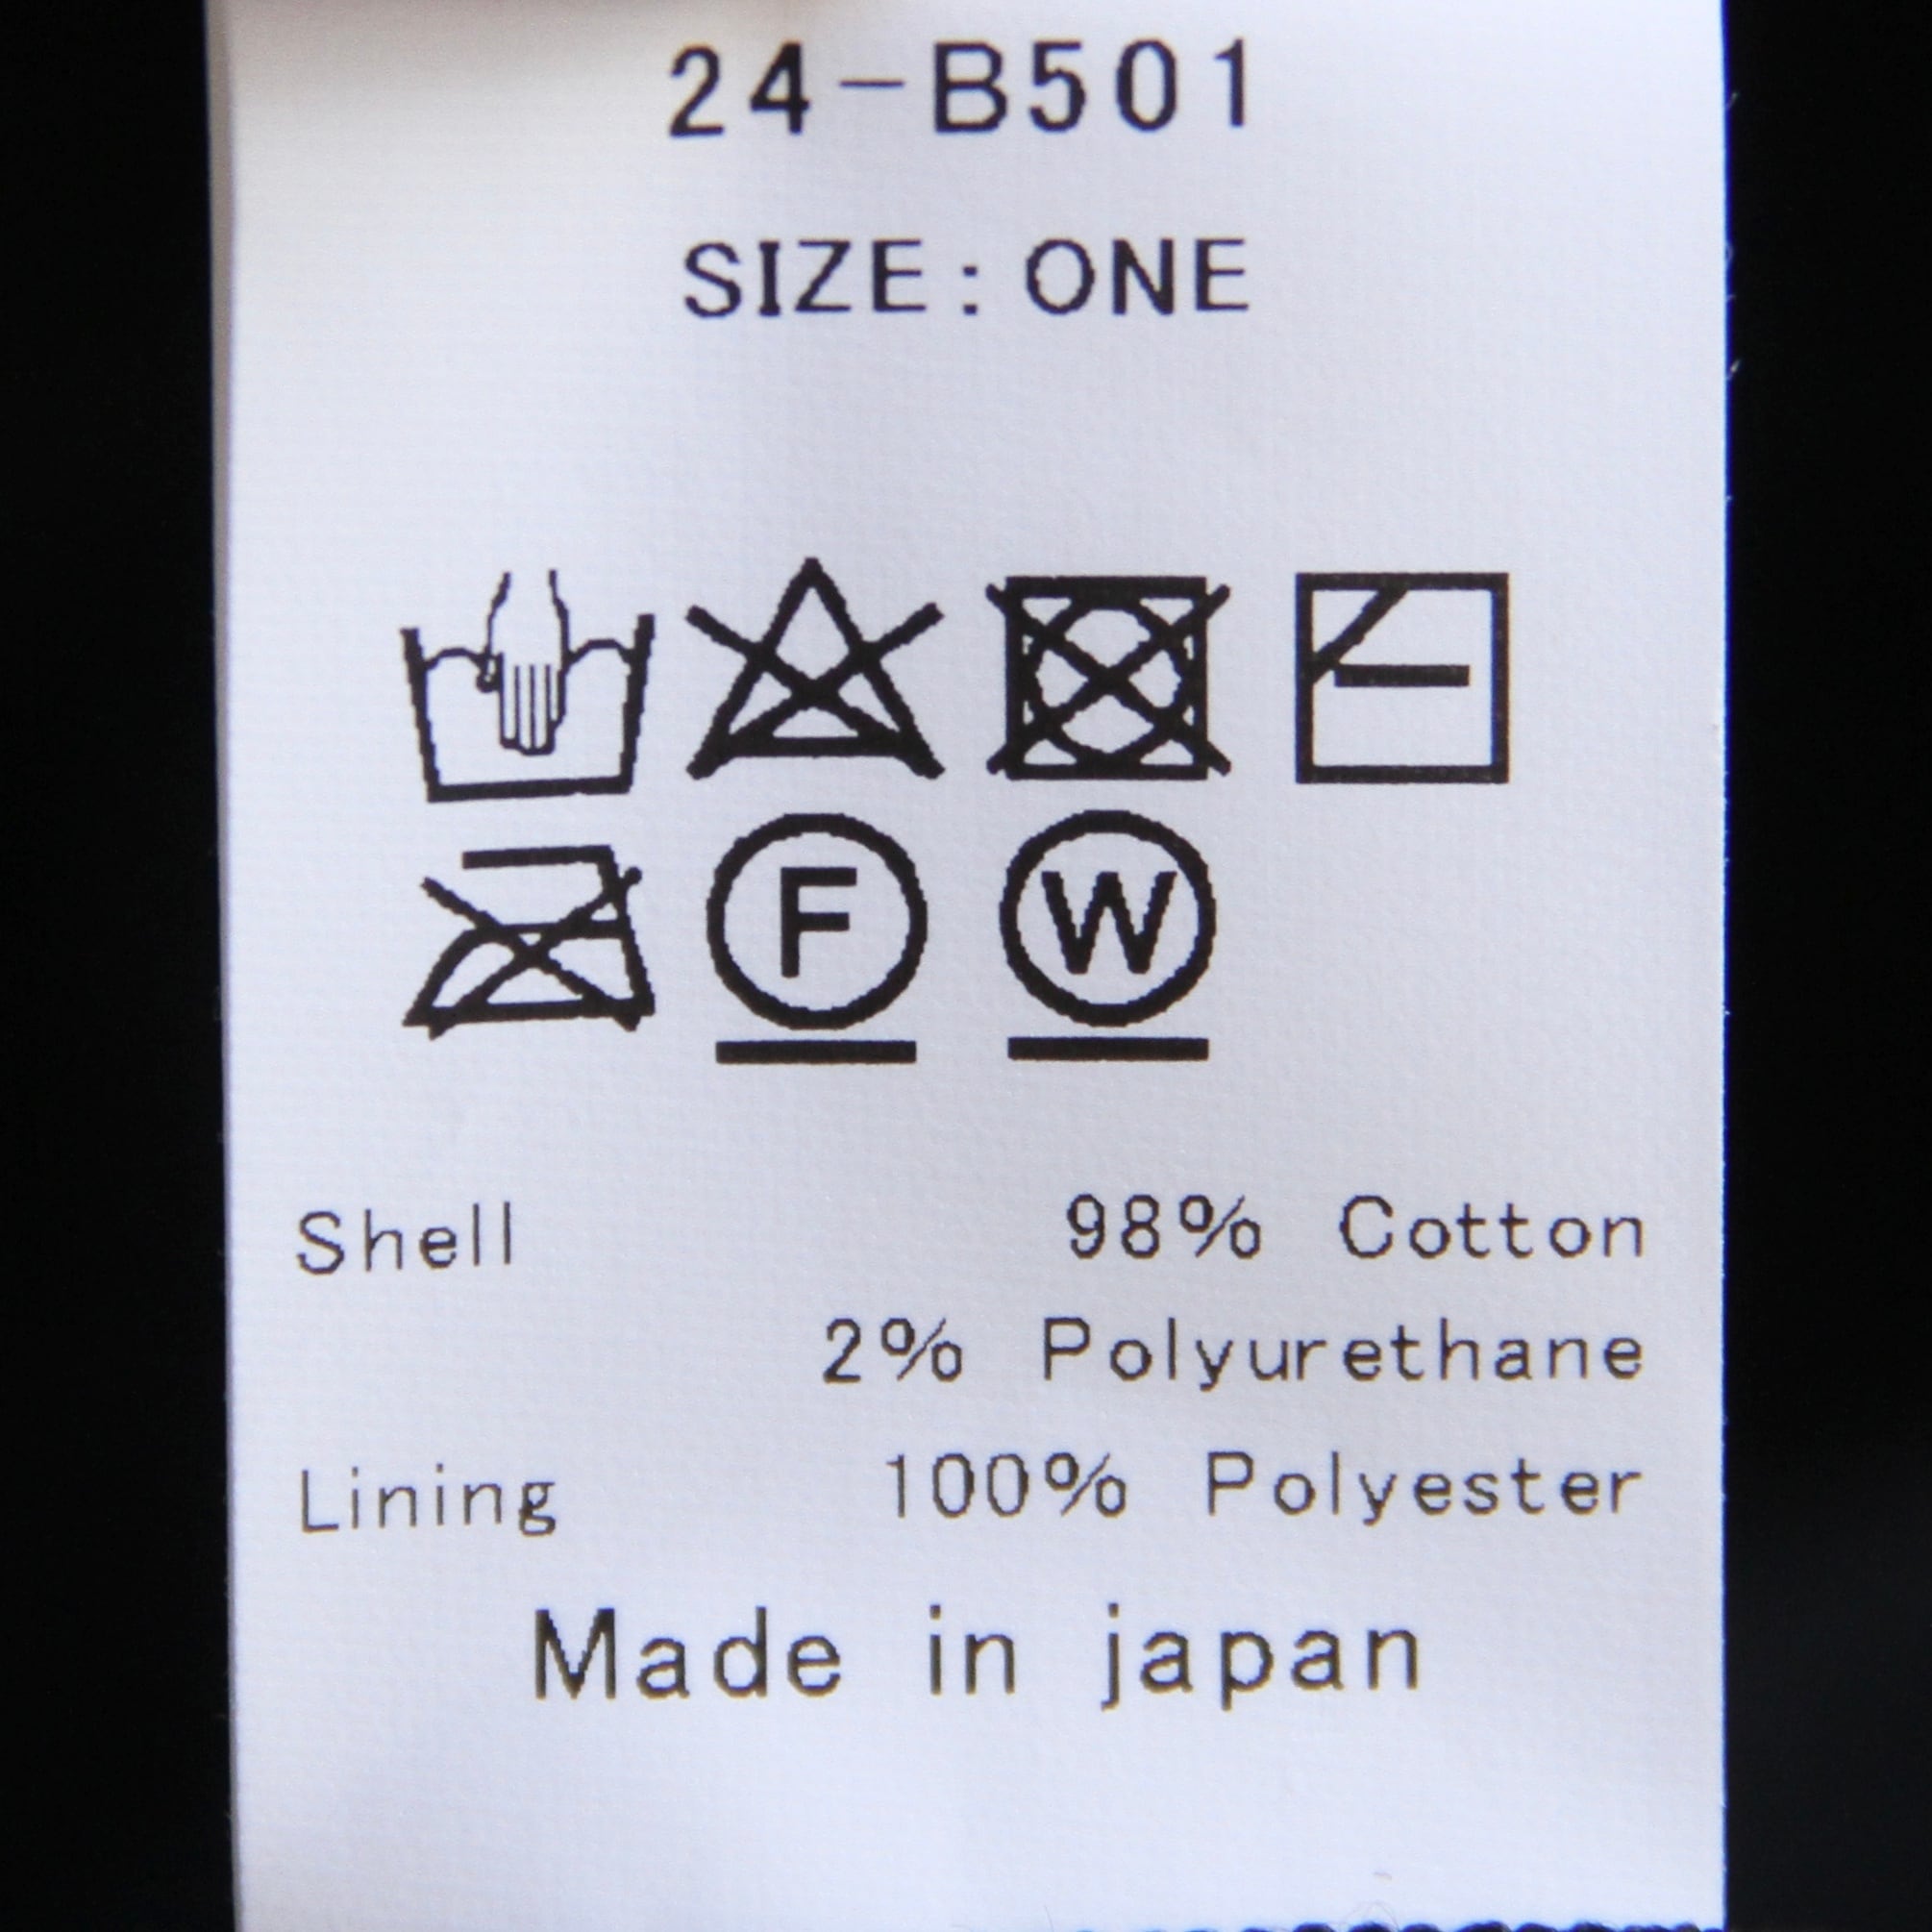 24-B501
SIZE: ONE
F W
Shell 98% Cotton
2% Polyurethane
Lining 100% Polyester
Made in japan